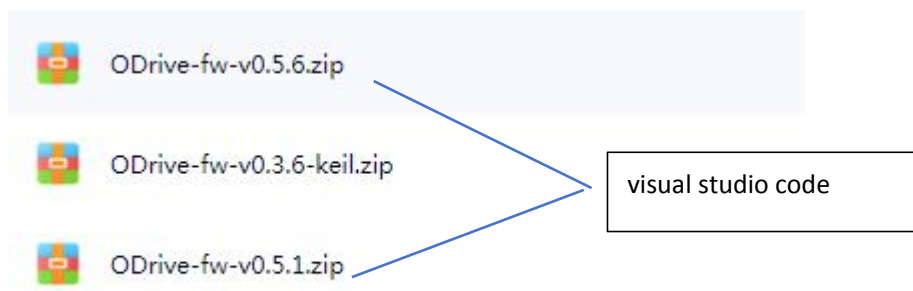 ODrive-fw-v0.5.6.zip
ODrive-fw-v0.3.6-keil.zip
visual studio code
ODrive-fw-v0.5.1.zip